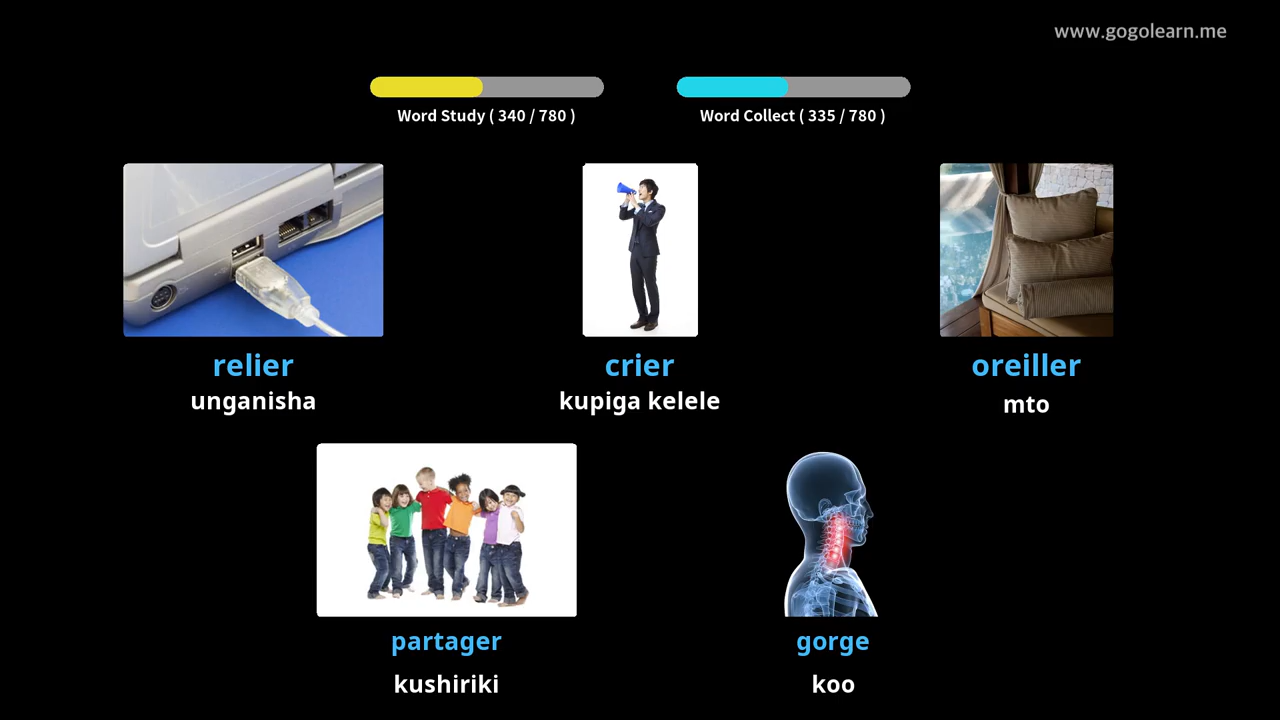 www.gogolearn.me
Word Study ( 340 / 780 )
Word Collect ( 335 / 780 )
relier
unganisha
crier
kupiga kelele
oreiller
mto
partager
kushiriki
gorge
koo